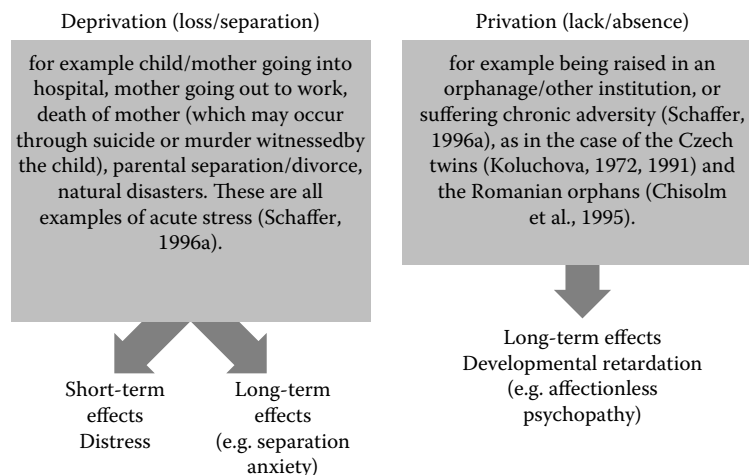 Deprivation (loss/separation)
for example child/mother going into
hospital, mother going out to work,
death of mother (which may occur
through suicide or murder witnessedby
the child), parental separation/divorce,
natural disasters. These are all
examples of acute stress (Schaffer,
1996a).
Short-term
effects
Distress
Long-term
effects
(e.g. separation
anxiety)
Privation (lack/absence)
for example being raised in an
orphanage/other institution, or
suffering chronic adversity (Schaffer,
1996a), as in the case of the Czech
twins (Koluchova, 1972, 1991) and
the Romanian orphans (Chisolm
et al., 1995).
Long-term effects
Developmental retardation
(e.g. affectionless
psychopathy)